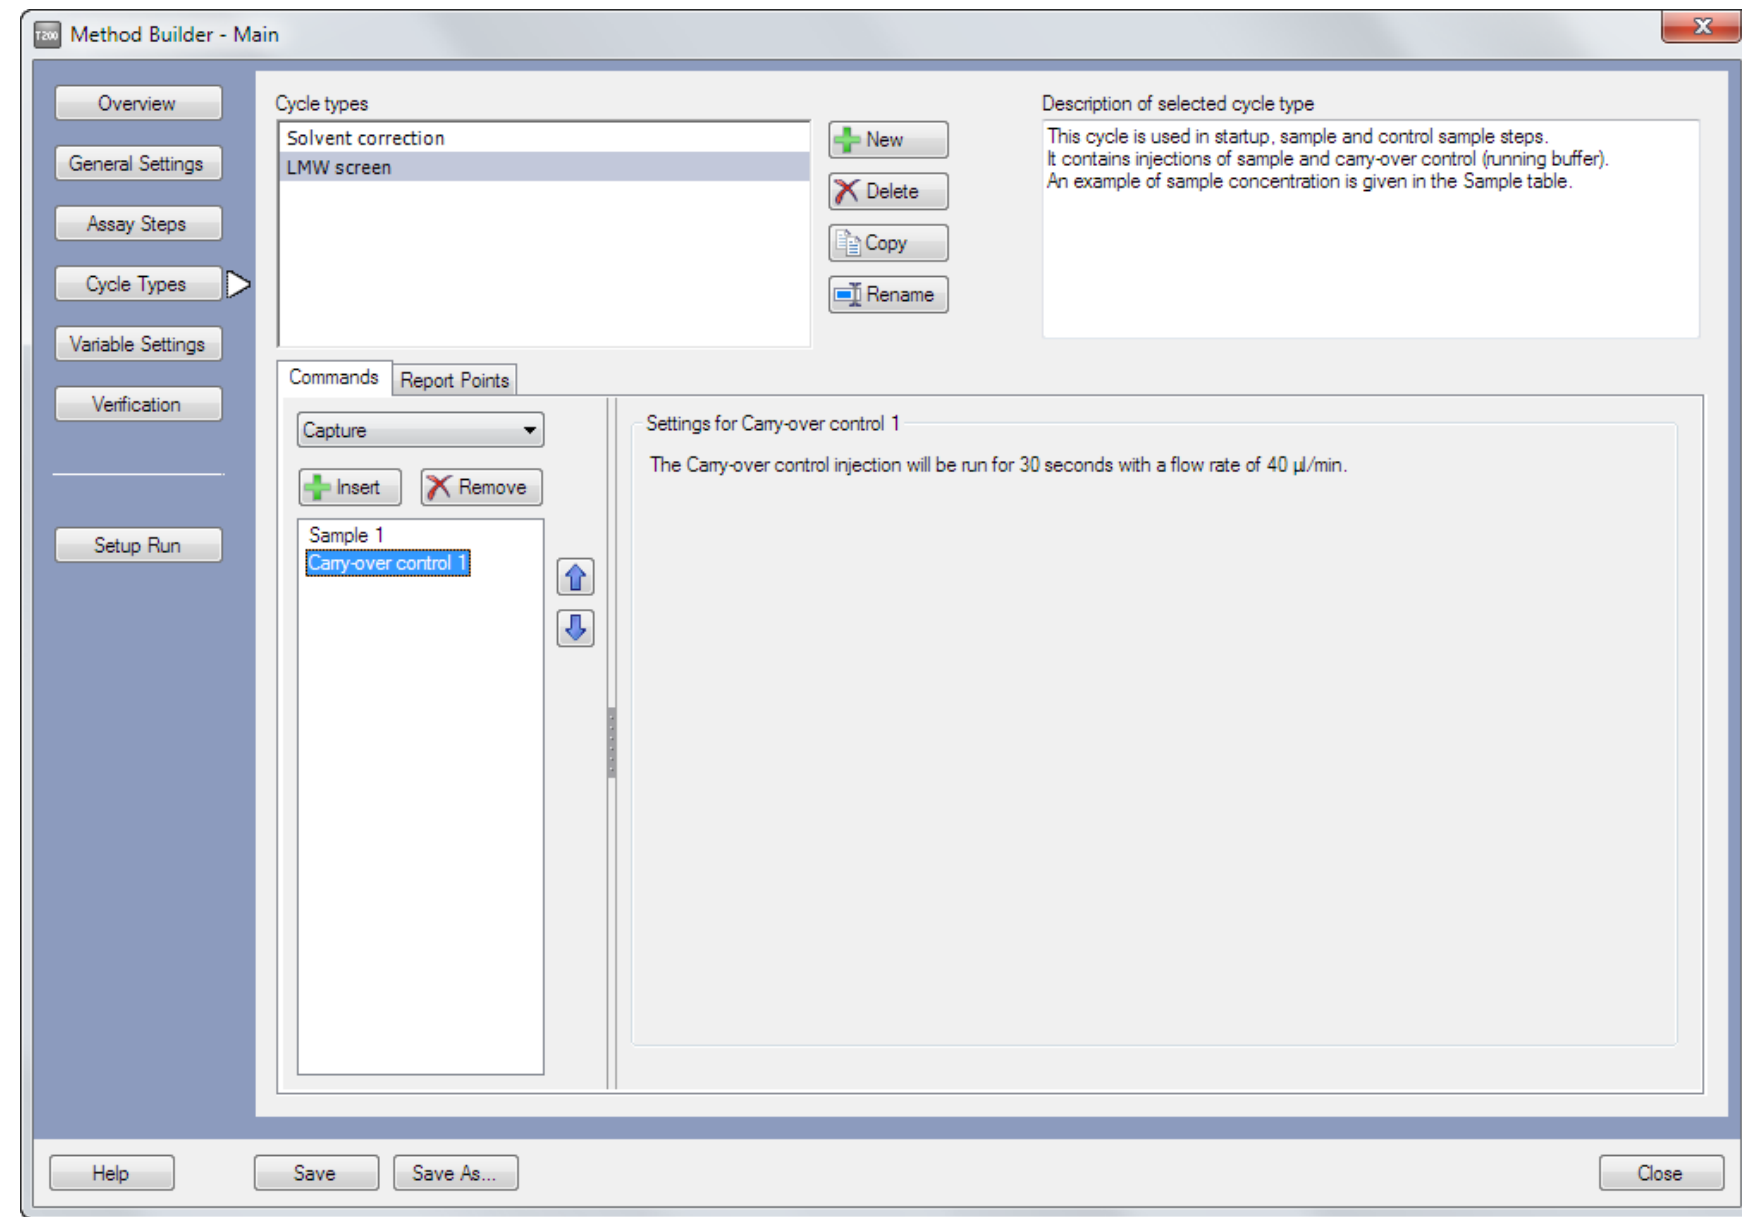 T200 Method Builder - Main
X
Overview
General Settings
Assay Steps
Cycle Types
Variable Settings
Verification
Setup Run
Cycle types
Solvent correction
LMW screen
New
Delete
Copy
Rename
Description of selected cycle type
This cycle is used in startup, sample and control sample steps.
It contains injections of sample and carry-over control (running buffer).
An example of sample concentration is given in the Sample table.
Commands
Report Points
Capture
Insert
Remove
Sample 1
Carry-over control 1
Settings for Carry-over control 1
The Carry-over control injection will be run for 30 seconds with a flow rate of 40 µl/min.
Help
Save
Save As...
Close